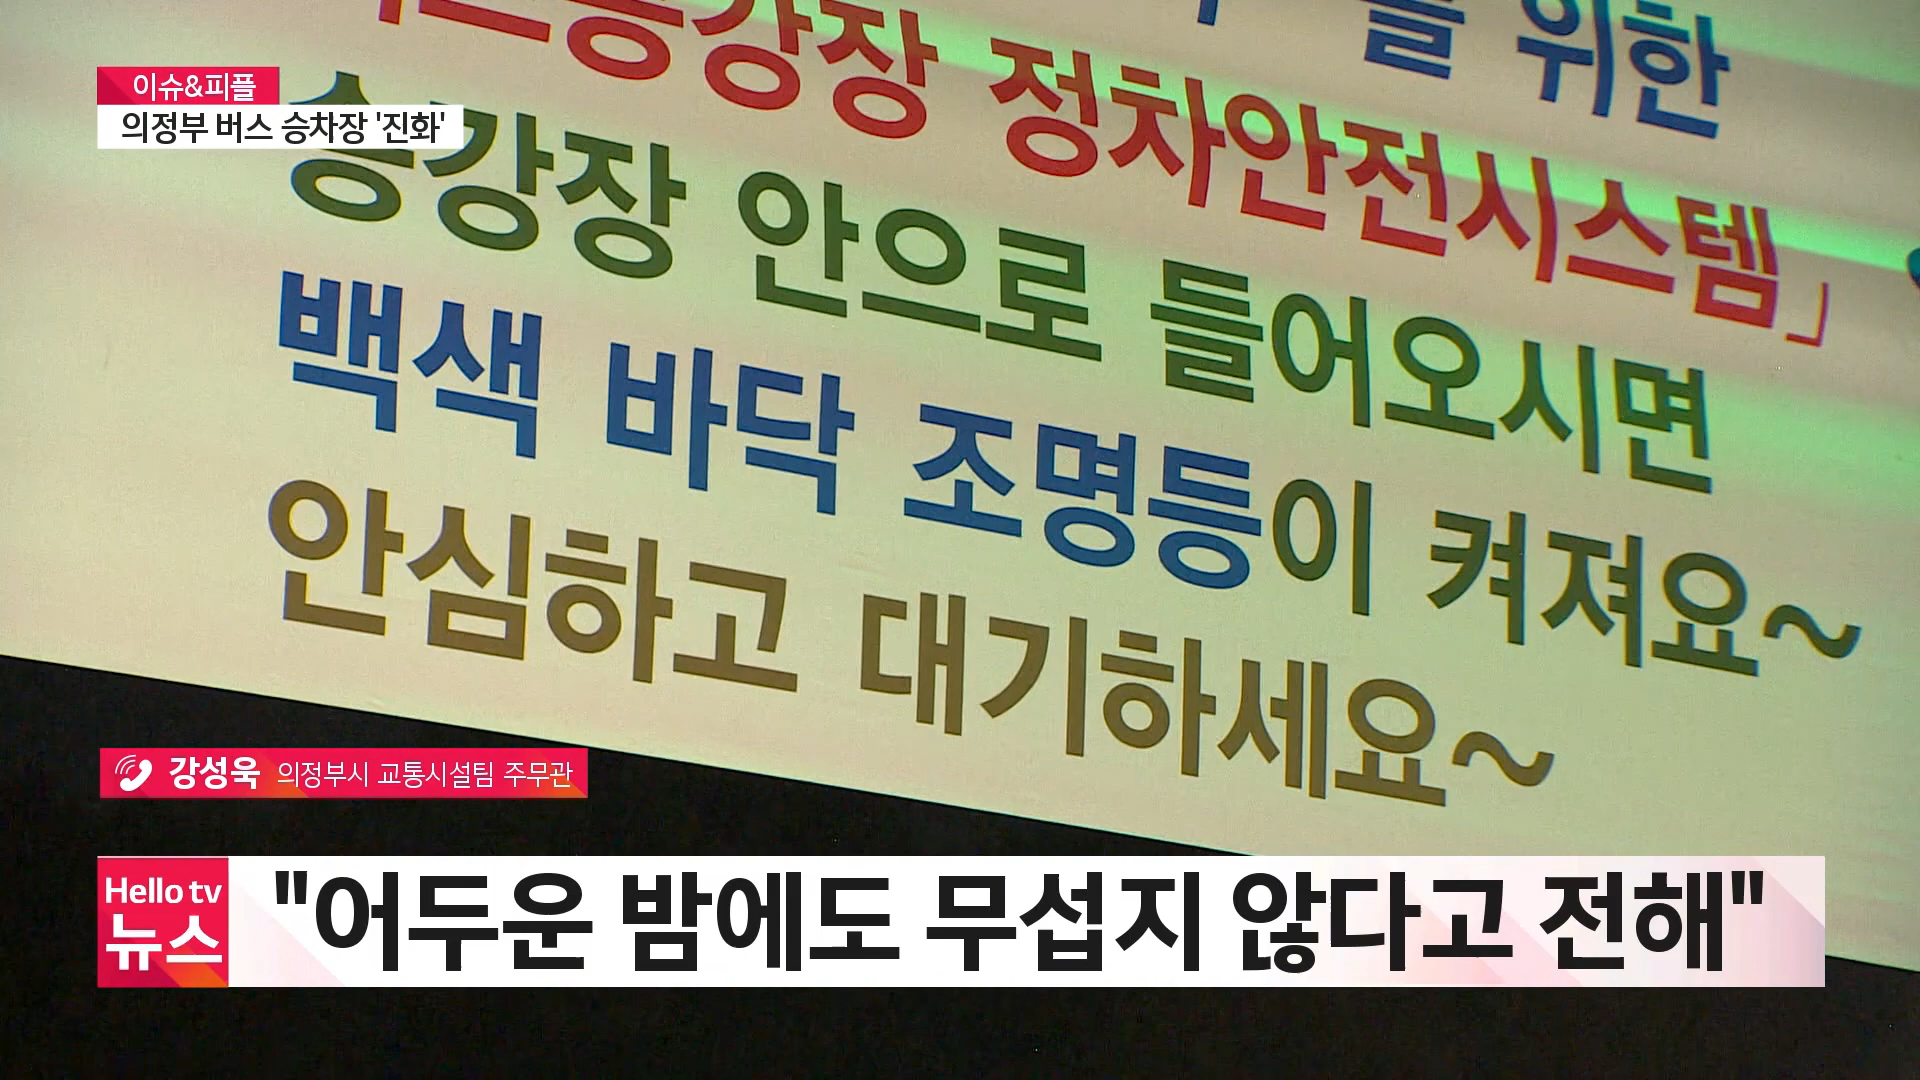 이슈&피플
의정부 버스 승차장 '진화'
를 위한
승강장 정차안전시스템」
승강장 안으로 들어오시면
백색 바닥 조명등이 켜져요~
안심하고 대기하세요~
강성욱 의정부시 교통시설팀 주무관
Hello tv
뉴스
"어두운 밤에도 무섭지 않다고 전해"